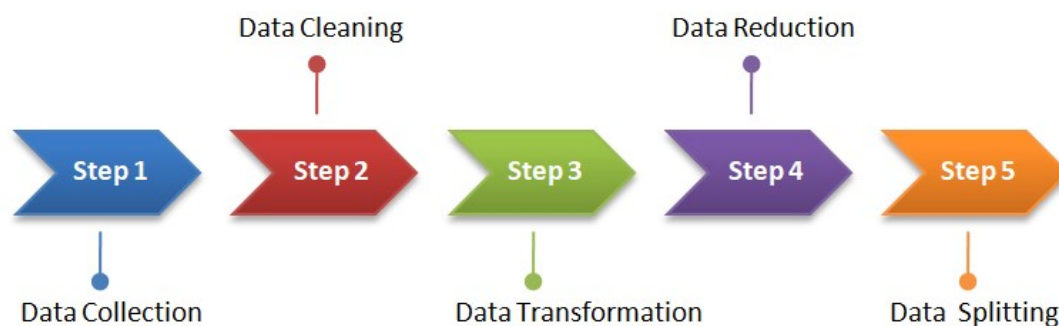 Data Cleaning
Data Reduction
Step 1
Step 2
Step 3
Step 4
Step 5
Data Collection
Data Transformation
Data Splitting